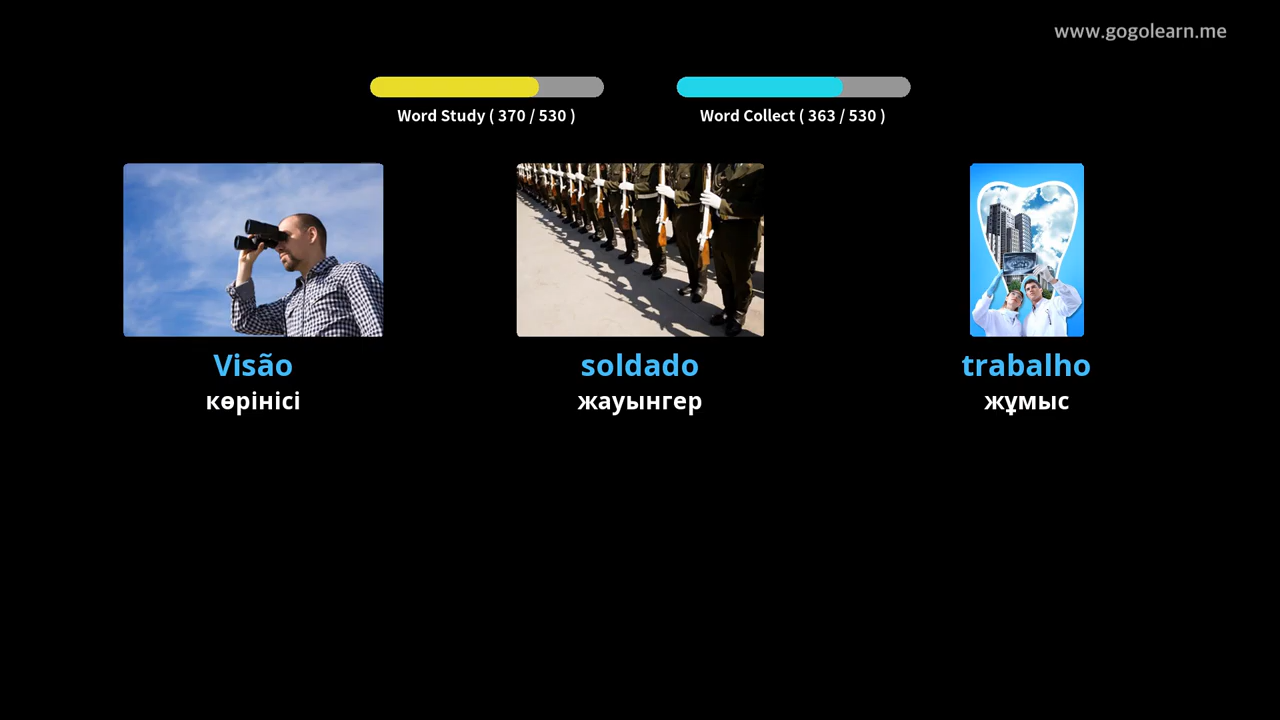 www.gogolearn.me
Word Study ( 370 / 530 )
Word Collect ( 363 / 530 )
Visão
көрінісі
soldado
жауынгер
trabalho
жұмыс